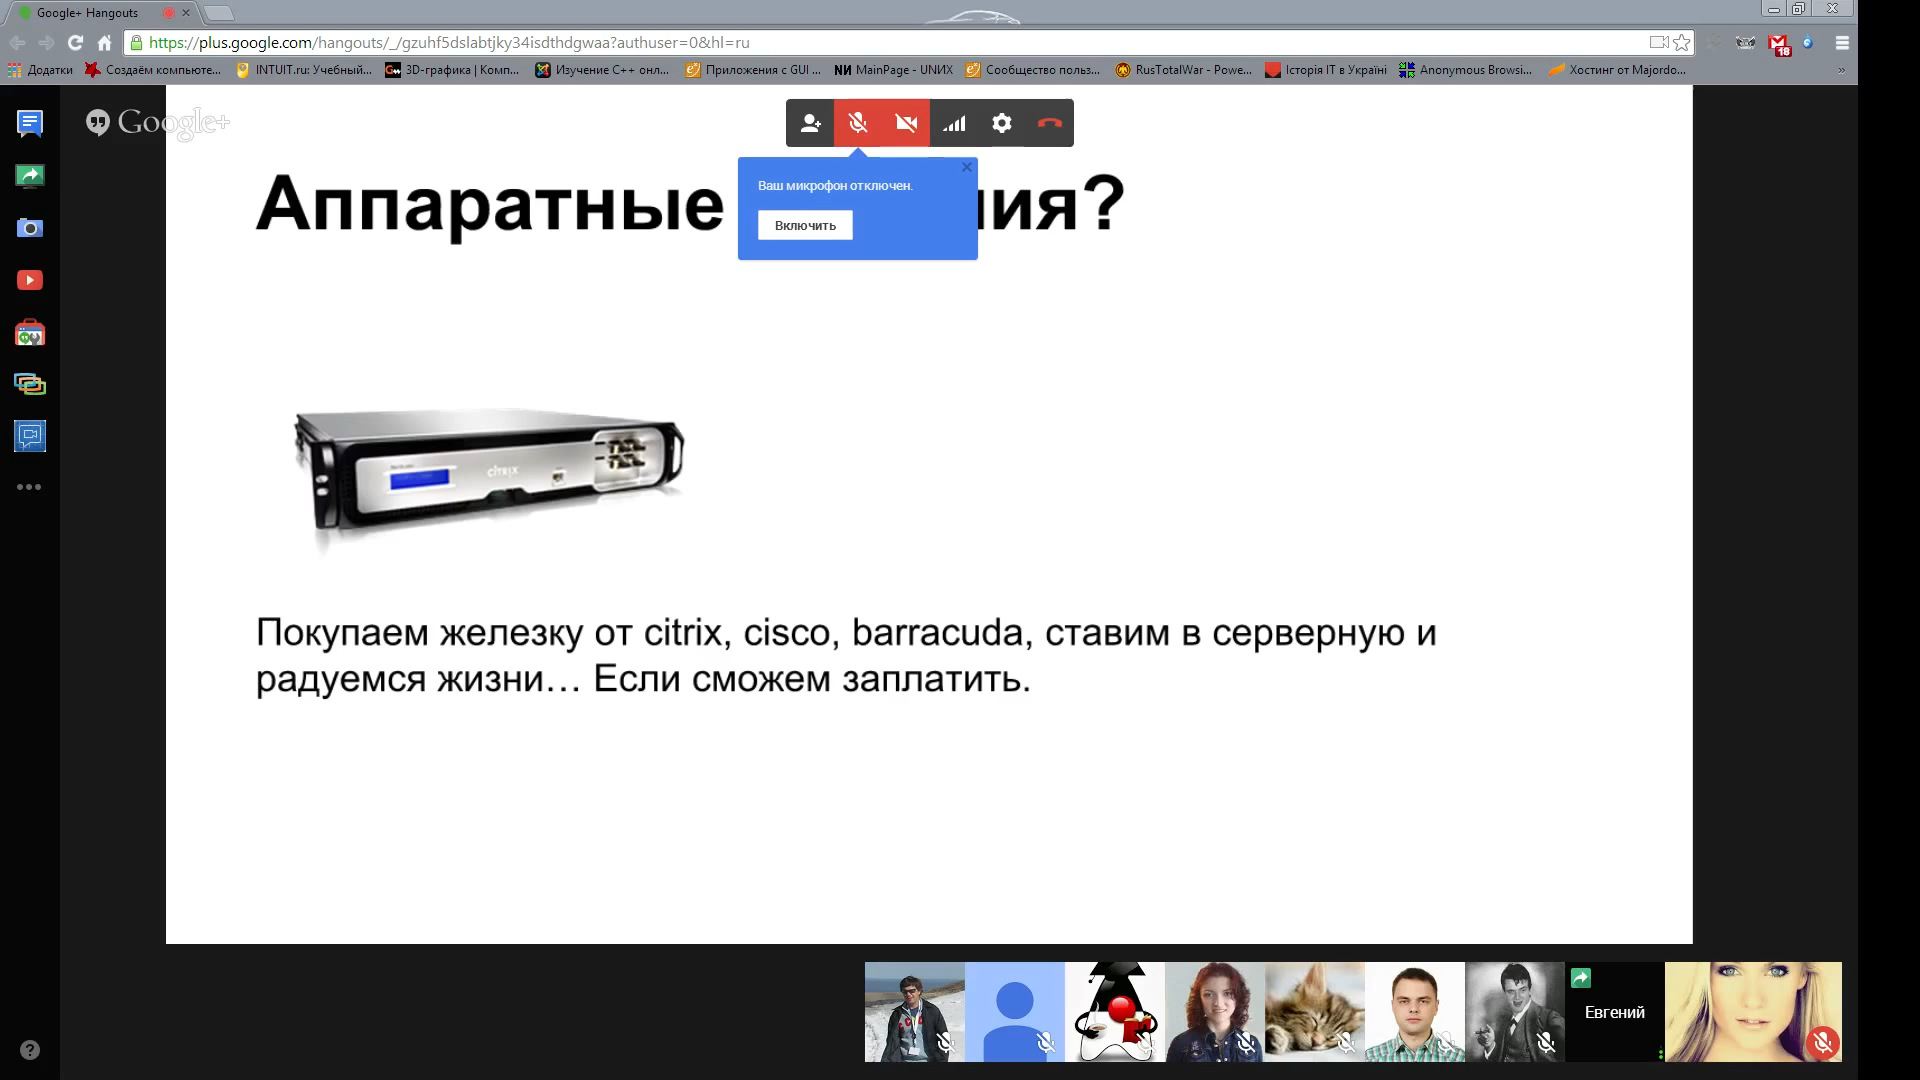 Google+ Hangouts
https://plus.google.com/hangouts/_/gzuhf5dslabtjky34isdthdgwaa?authuser=0&hl=ru
18
Додатки
Создаём компьюте...
INTUIT.ru: Учебный...
3D-графика | Комп...
Изучение C++ онл...
Приложения с GUI ...
MainPage - UNИX
Сообщество польз...
RusTotalWar - Powe...
Історія ІТ в Україні
Anonymous Browsi...
Хостинг от Majordo...
»
Google+
Аппаратные
ия?
Ваш микрофон отключен.
Включить
CITRIX
Покупаем железку от citrix, cisco, barracuda, ставим в серверную и
радуемся жизни… Если сможем заплатить.
Евгений